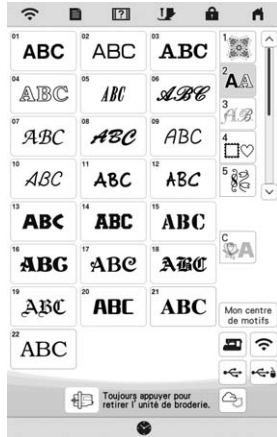 01 02 03 1
ABC ABC ABC
04 05 06 2 AA
ABC ABC ABC
3 AB
07 08 09
ABC ABC ABC 4
10 11 12 5
ABC ABC ABC
13 14 15
ABC ABC ABC
16 17 18 C
ABC ABC ABC A
19 20 21
ABC ABC ABC
Mon centre
de motifs
22
ABC
Toujours appuyer pour
retirer l'unité de broderie.